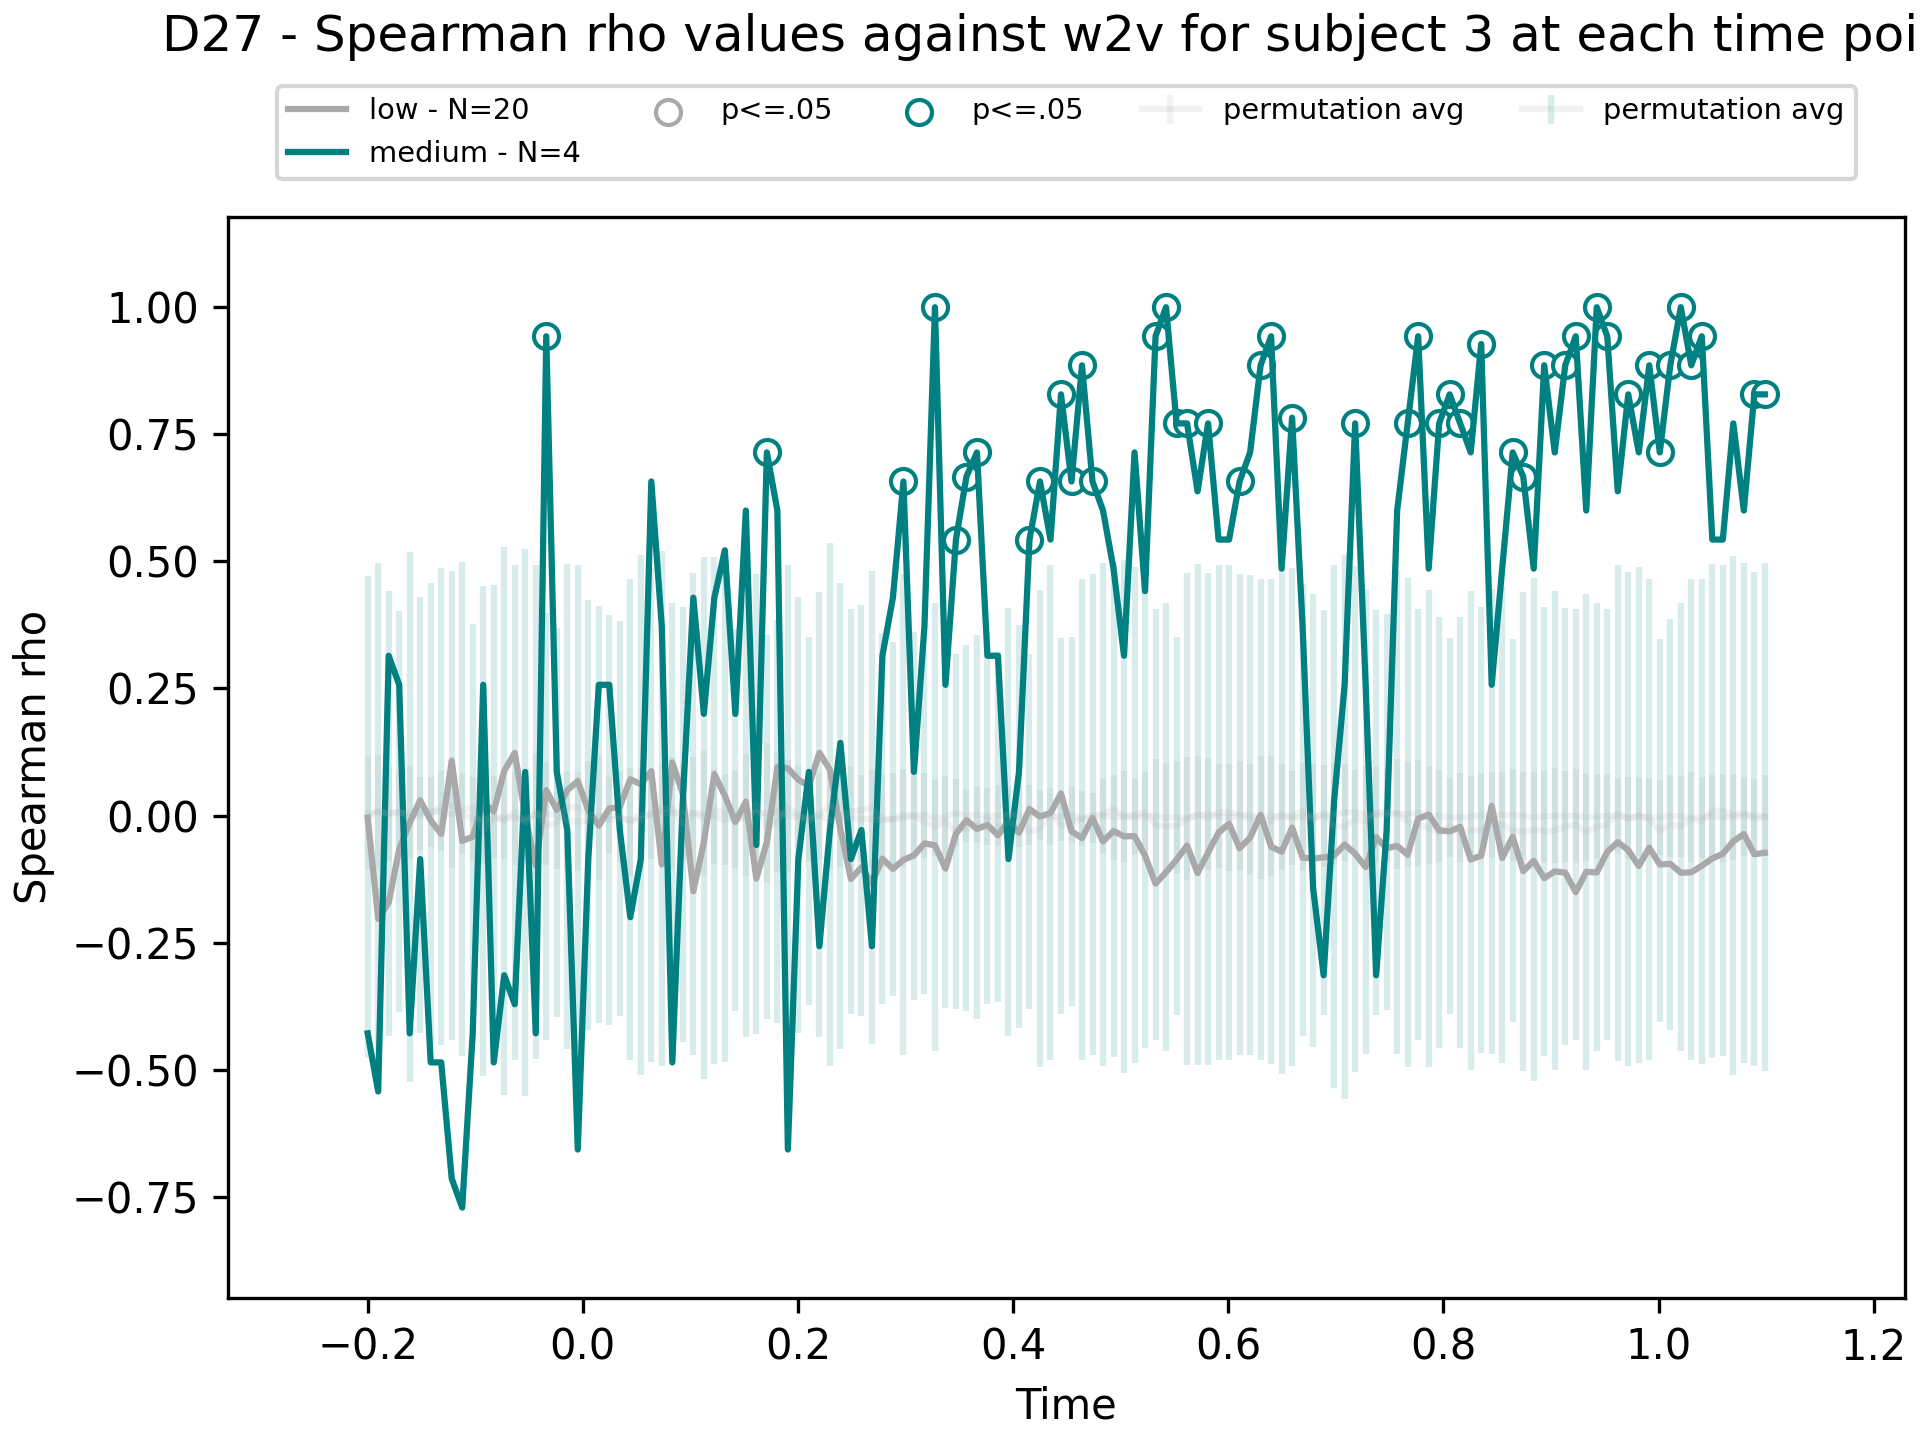 D27 - Spearman rho values against w2v for subject 3 at each time poi
low - N=20
medium - N=4
p<=.05
p<=.05
permutation avg
permutation avg
Spearman rho
1.00
0.75
0.50
0.25
0.00
−0.25
−0.50
−0.75
−0.2 0.0 0.2 0.4 0.6 0.8 1.0 1.2
Time